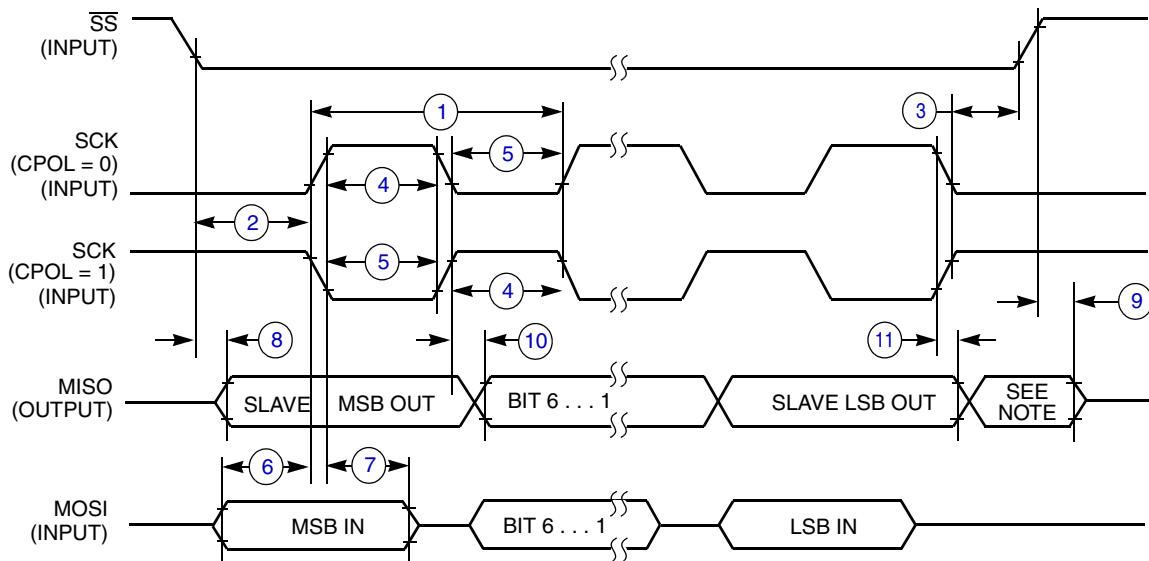 SS
(INPUT)
1
3
SCK
(CPOL = 0)
(INPUT)
5
4
2
SCK
(CPOL = 1)
(INPUT)
5
4
9
8
10
11
MISO
(OUTPUT)
SLAVE MSB OUT
BIT 6 . . . 1
SLAVE LSB OUT
SEE
NOTE
6
7
MOSI
(INPUT)
MSB IN
BIT 6 . . . 1
LSB IN